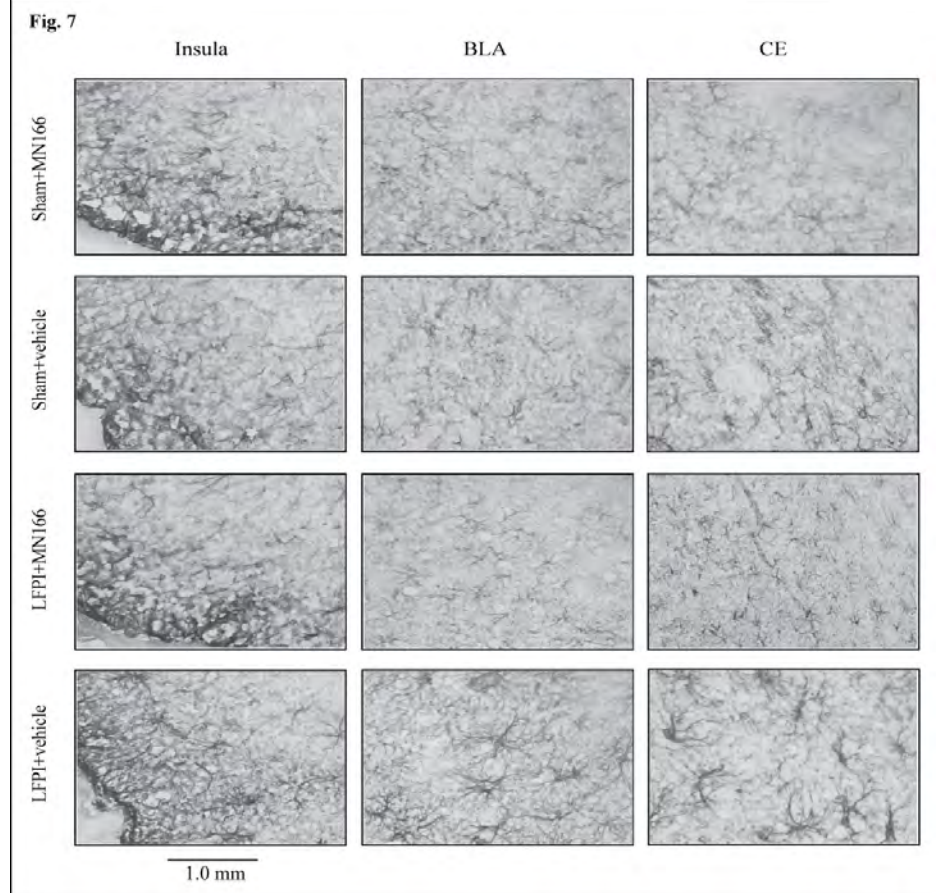 Fig. 7
Insula BLA CE
Sham+MN166
Sham+vehicle
LFPI+MN166
LFPI+vehicle
1.0 mm